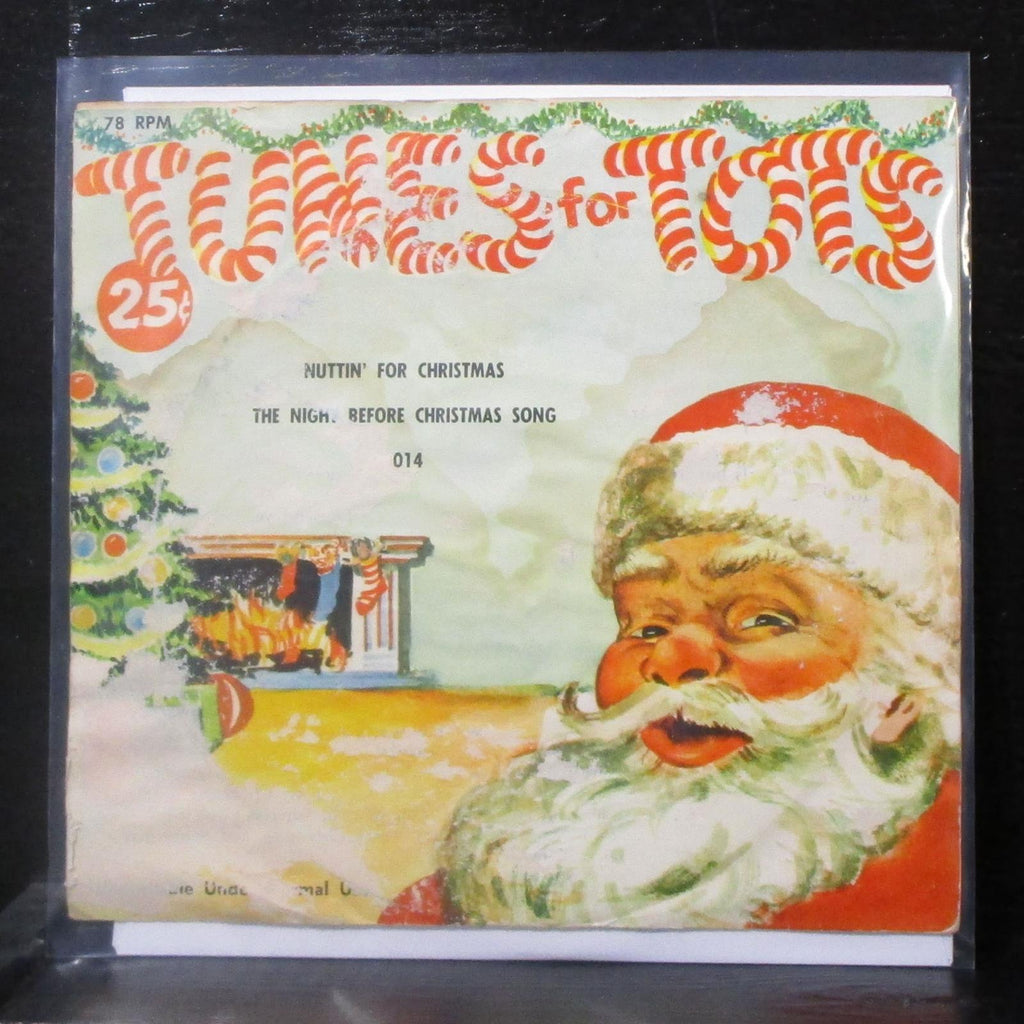 78 RPM
TUNES for TOTS
25¢
NUTTIN' FOR CHRISTMAS
THE NIGHT BEFORE CHRISTMAS SONG
014